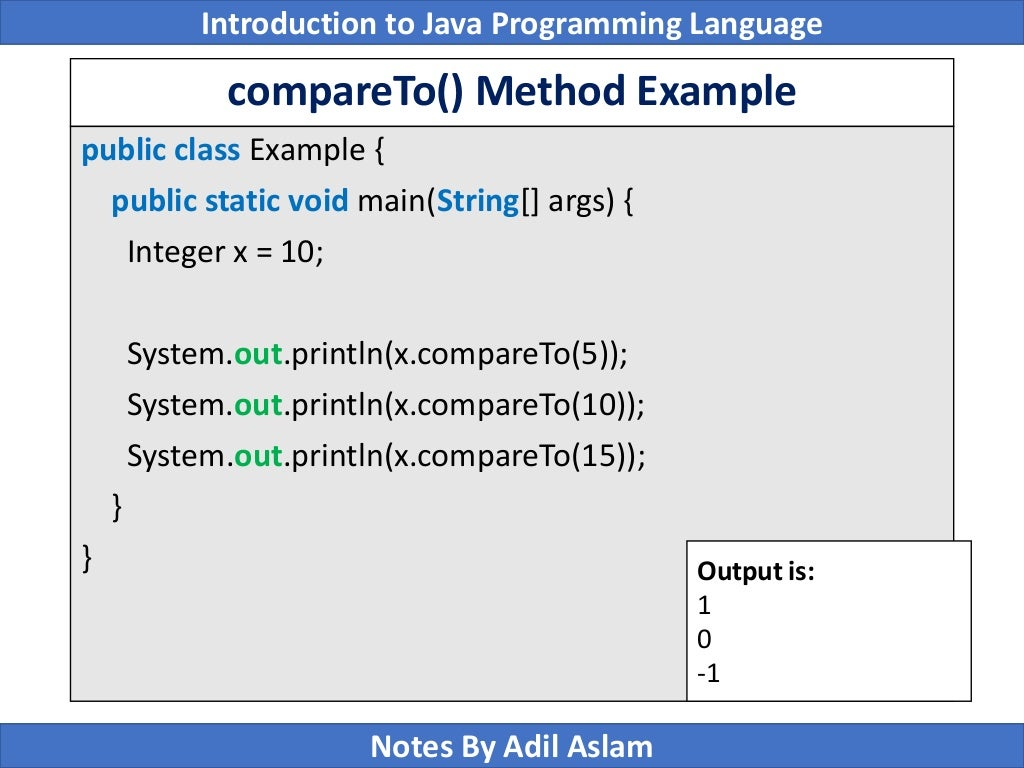 Introduction to Java Programming Language
compareTo() Method Example
public class Example {
public static void main(String[] args) {
Integer x = 10;
System.out.println(x.compareTo(5));
System.out.println(x.compareTo(10));
System.out.println(x.compareTo(15));
}
}
Output is:
1
0
-1
Notes By Adil Aslam